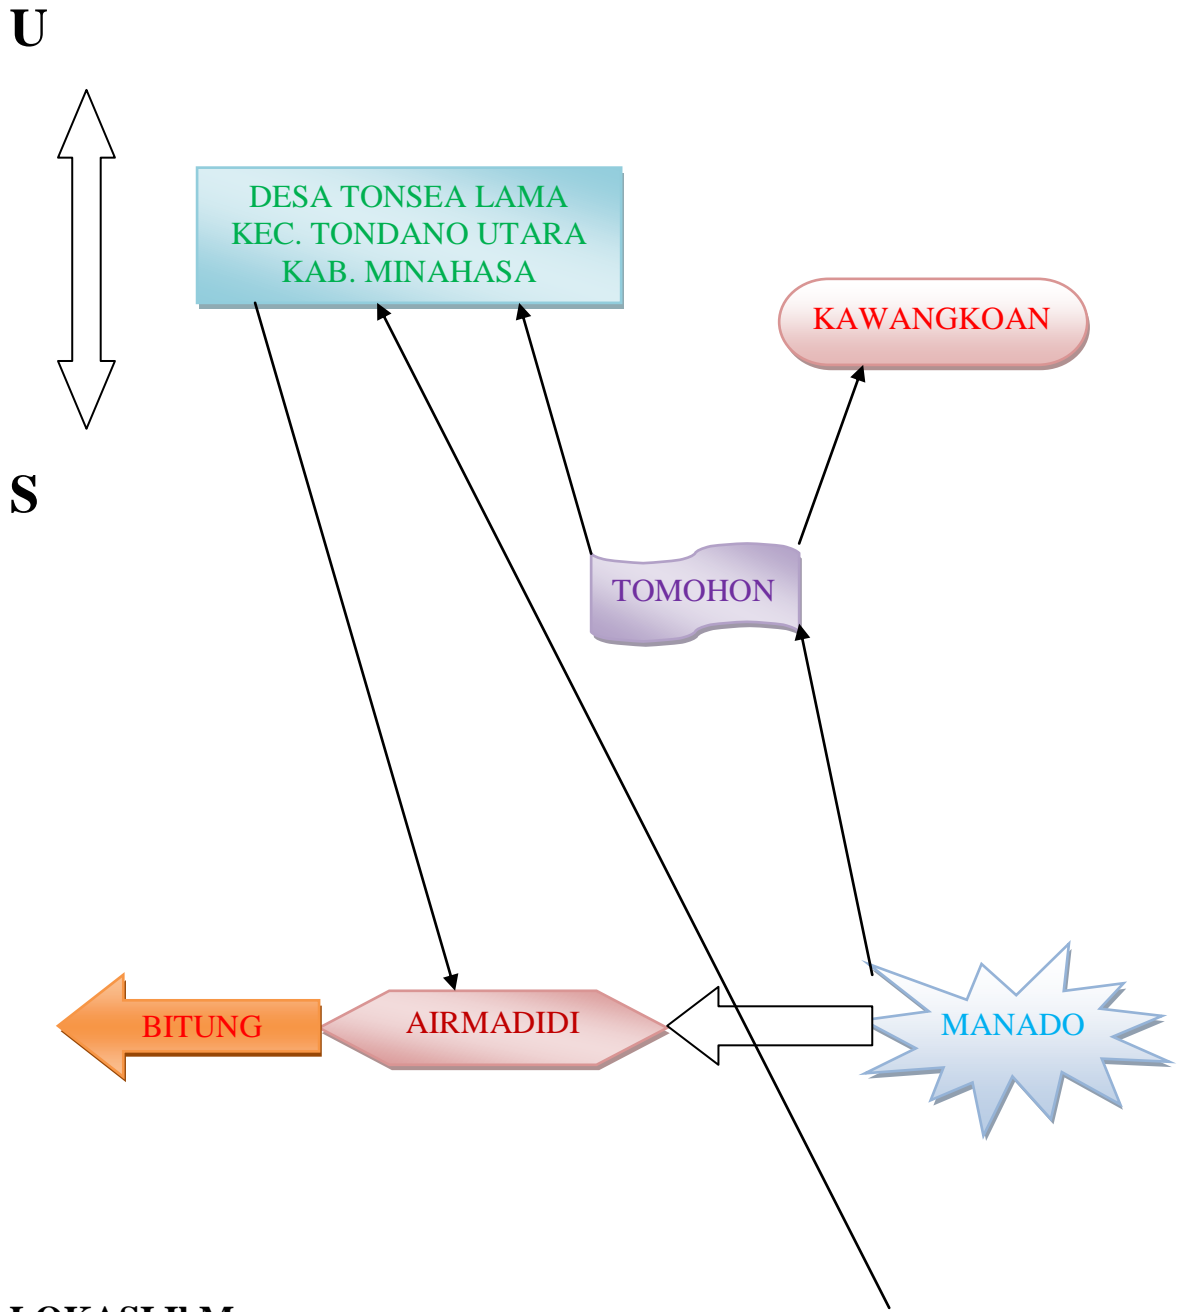 U
DESA TONSEA LAMA
KEC. TONDANO UTARA
KAB. MINAHASA
KAWANGKOAN
S
TOMOHON
BITUNG
AIRMADIDI
MANADO